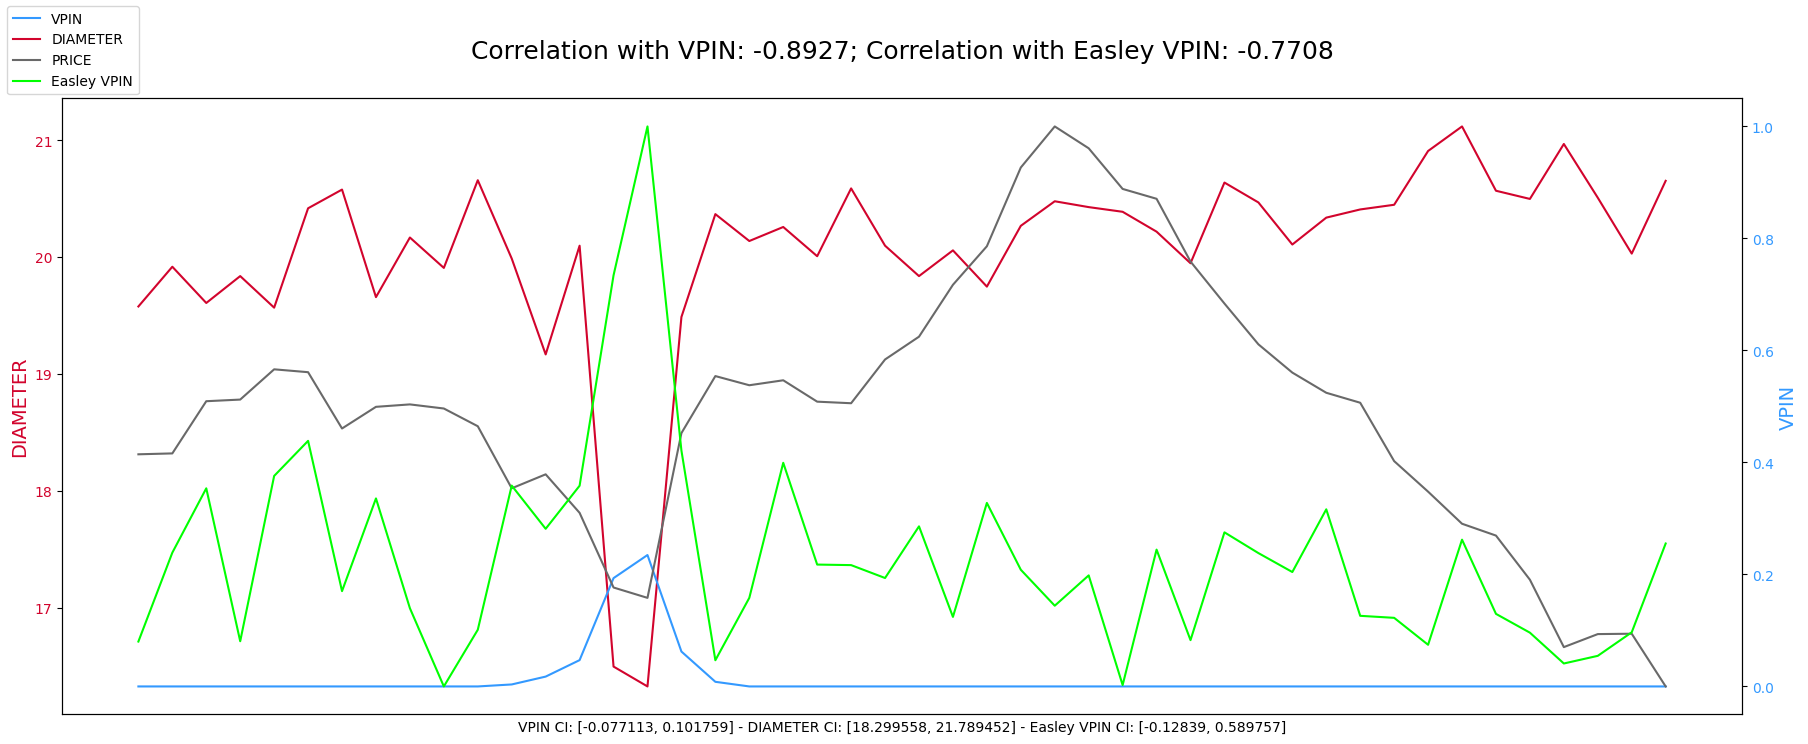 VPIN
DIAMETER
PRICE
Easley VPIN
Correlation with VPIN: -0.8927; Correlation with Easley VPIN: -0.7708
DIAMETER
21
20
19
18
17
1.0
0.8
0.6
0.4
0.2
0.0
VPIN
VPIN CI: [-0.077113, 0.101759] - DIAMETER CI: [18.299558, 21.789452] - Easley VPIN CI: [-0.12839, 0.589757]